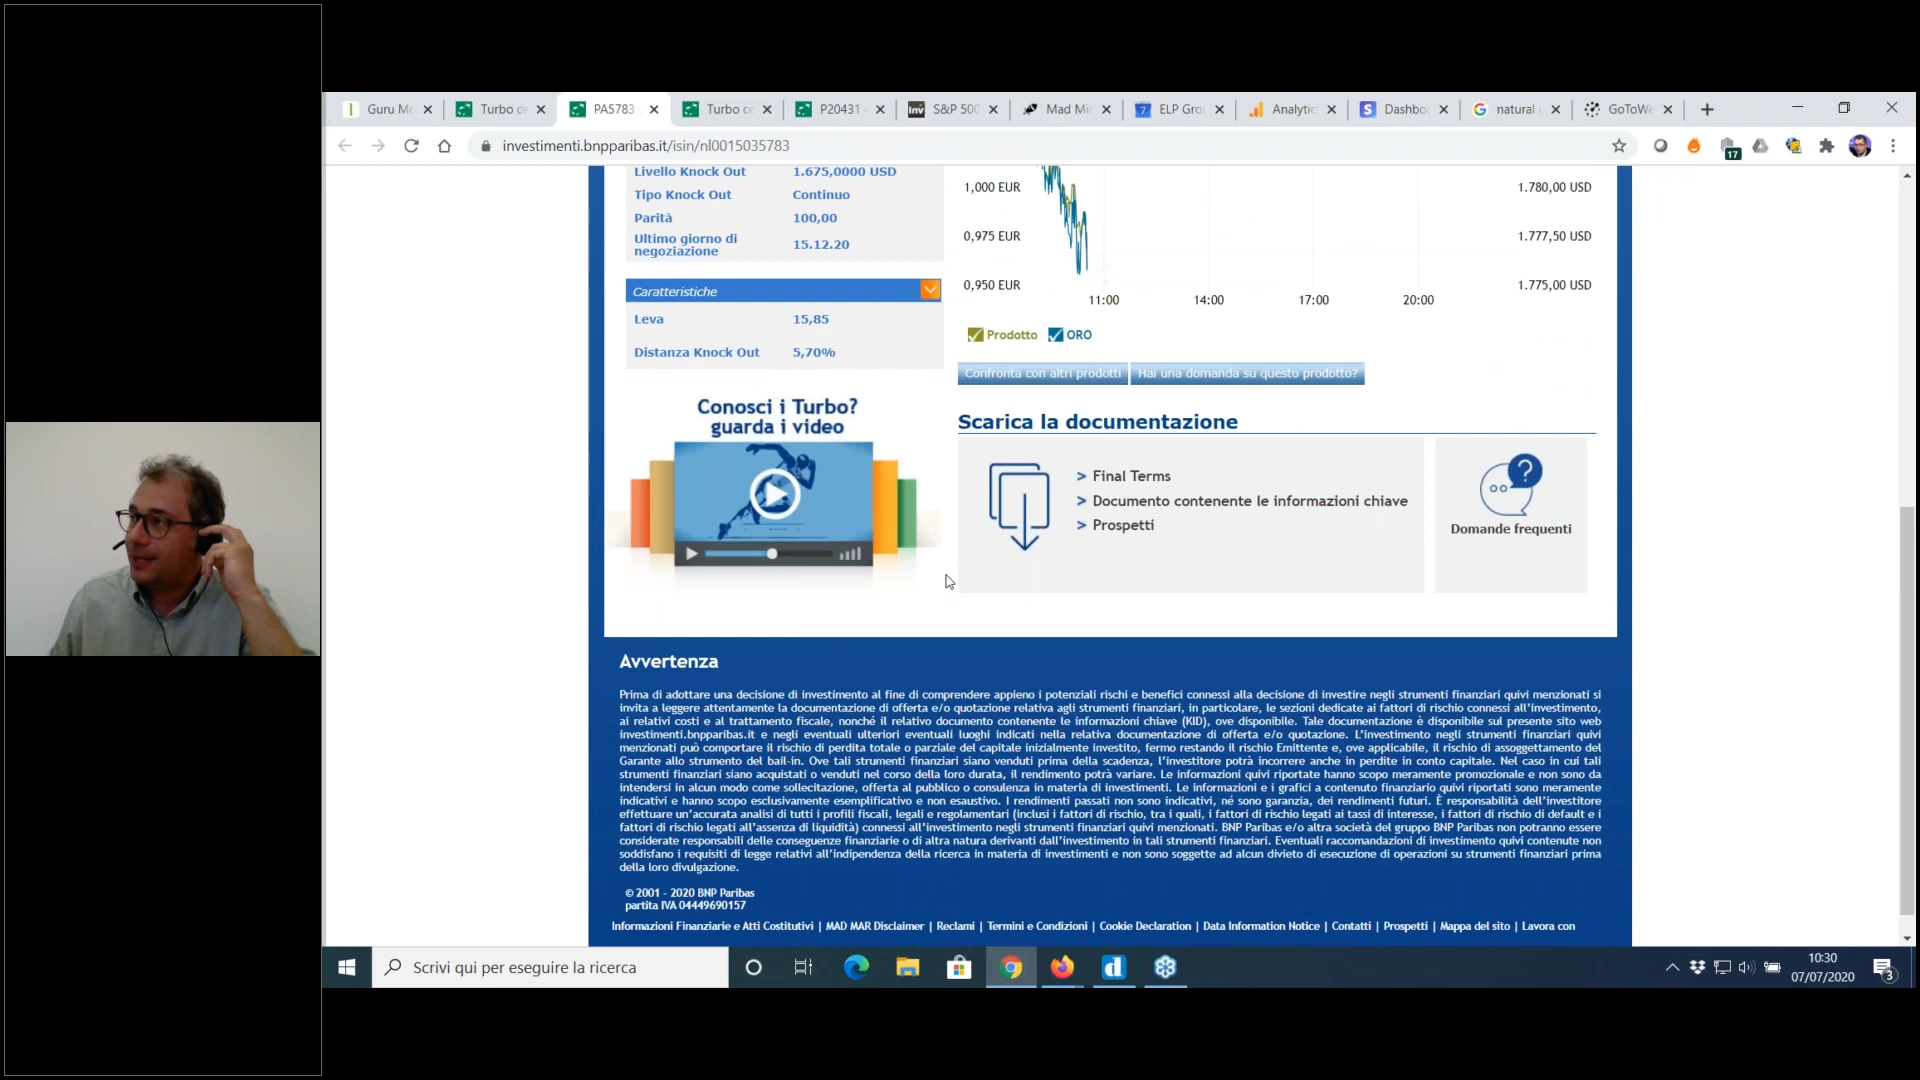 Guru Mo
Turbo ce
PA5783
Turbo ce
P20431
S&P 500
Mad Mi
ELP Gro
Analytic
Dashbo
natural
GoToWe
investimenti.bnpparibas.it/isin/nl0015035783
17
Livello Knock Out 1.675,0000 USD
Tipo Knock Out Continuo
Parità 100,00
Ultimo giorno di
negoziazione
15.12.20
Caratteristiche
Leva 15,85
Distanza Knock Out 5,70%
1,000 EUR
0,975 EUR
0,950 EUR
1.780,00 USD
1.777,50 USD
1.775,00 USD
11:00 14:00 17:00 20:00
Prodotto ORO
Confronta con altri prodotti
Hai una domanda su questo prodotto?
Conosci i Turbo?
guarda i video
Scarica la documentazione
> Final Terms
> Documento contenente le informazioni chiave
> Prospetti
?
Domande frequenti
Avvertenza
Prima di adottare una decisione di investimento al fine di comprendere appieno i potenziali rischi e benefici connessi alla decisione di investire negli strumenti finanziari quivi menzionati si
invita a leggere attentamente la documentazione di offerta e/o quotazione relativa agli strumenti finanziari, in particolare, le sezioni dedicate ai fattori di rischio connessi all'investimento,
ai relativi costi e al trattamento fiscale, nonché il relativo documento contenente le informazioni chiave (KID), ove disponibile. Tale documentazione è disponibile sul presente sito web
investimenti.bnpparibas.it e negli eventuali ulteriori eventuali luoghi indicati nella relativa documentazione di offerta e/o quotazione. L'investimento negli strumenti finanziari quivi
menzionati può comportare il rischio di perdita totale o parziale del capitale inizialmente investito, fermo restando il rischio Emittente e, ove applicabile, il rischio di assoggettamento del
Garante allo strumento del bail-in. Ove tali strumenti finanziari siano venduti prima della scadenza, l'investitore potrà incorrere anche in perdite in conto capitale. Nel caso in cui tali
strumenti finanziari siano acquistati o venduti nel corso della loro durata, il rendimento potrà variare. Le informazioni quivi riportate hanno scopo meramente promozionale e non sono da
intendersi in alcun modo come sollecitazione, offerta al pubblico o consulenza in materia di investimenti. Le informazioni e i grafici a contenuto finanziario quivi riportati sono meramente
indicativi e hanno scopo esclusivamente esemplificativo e non esaustivo. I rendimenti passati non sono indicativi, né sono garanzia, dei rendimenti futuri. È responsabilità dell'investitore
effettuare un'accurata analisi di tutti i profili fiscali, legali e regolamentari (inclusi i fattori di rischio, tra i quali, i fattori di rischio legati ai tassi di interesse, i fattori di rischio di default e i
fattori di rischio legati all'assenza di liquidità) connessi all'investimento negli strumenti finanziari quivi menzionati. BNP Paribas e/o altra società del gruppo BNP Paribas non potranno essere
considerate responsabili delle conseguenze finanziarie o di altra natura derivanti dall'investimento in tali strumenti finanziari. Eventuali raccomandazioni di investimento quivi contenute non
soddisfano i requisiti di legge relativi all'indipendenza della ricerca in materia di investimenti e non sono soggette ad alcun divieto di esecuzione di operazioni su strumenti finanziari prima
della loro divulgazione.
© 2001 - 2020 BNP Paribas
partita IVA 04449690157
Informazioni Finanziarie e Atti Costitutivi | MAD MAR Disclaimer | Reclami | Termini e Condizioni | Cookie Declaration | Data Information Notice | Contatti | Prospetti | Mappa del sito | Lavora con
Scrivi qui per eseguire la ricerca
10:30
07/07/2020
3